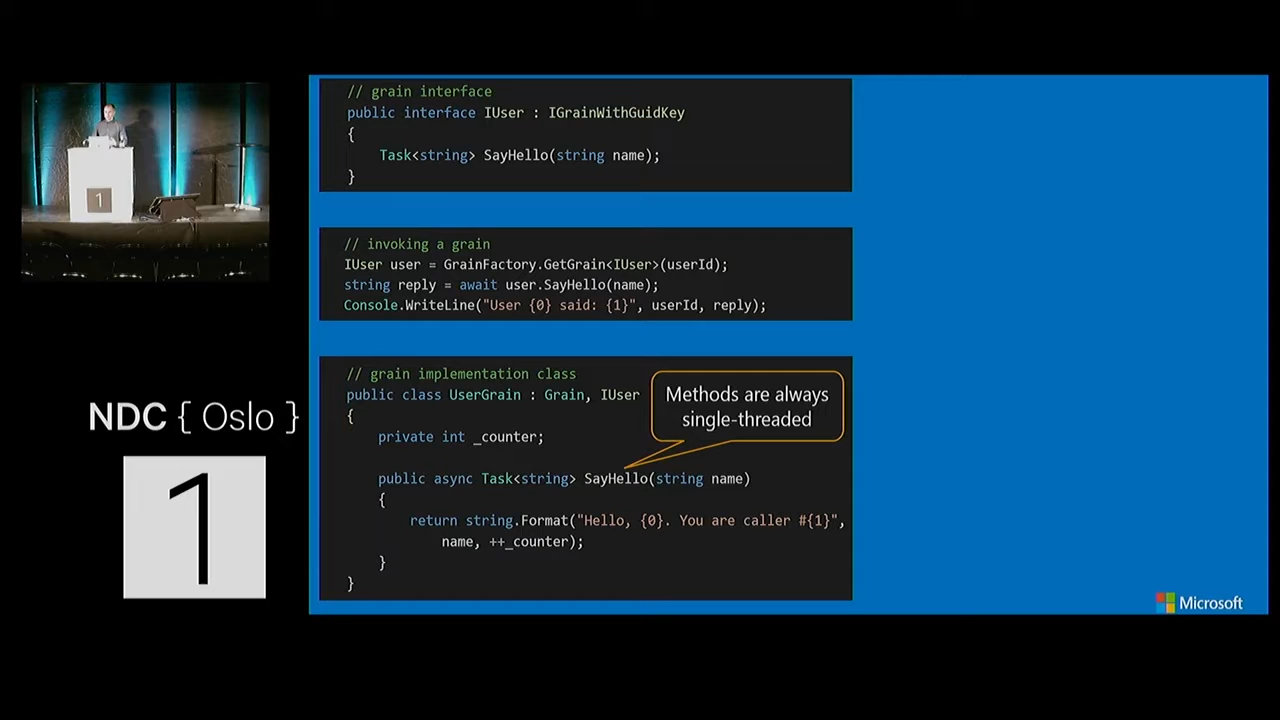 // grain interface
public interface IUser : IGrainWithGuidKey
{
Task<string> SayHello(string name);
}
// invoking a grain
IUser user = GrainFactory.GetGrain<IUser>(userId);
string reply = await user.SayHello(name);
Console.WriteLine("User {0} said: {1}", userId, reply);
// grain implementation class
public class UserGrain : Grain, IUser
{
private int _counter;
public async Task<string> SayHello(string name)
{
return string.Format("Hello, {0}. You are caller #{1}",
name, ++_counter);
}
}
Methods are always
single-threaded
Microsoft
1
NDC { Oslo }
1